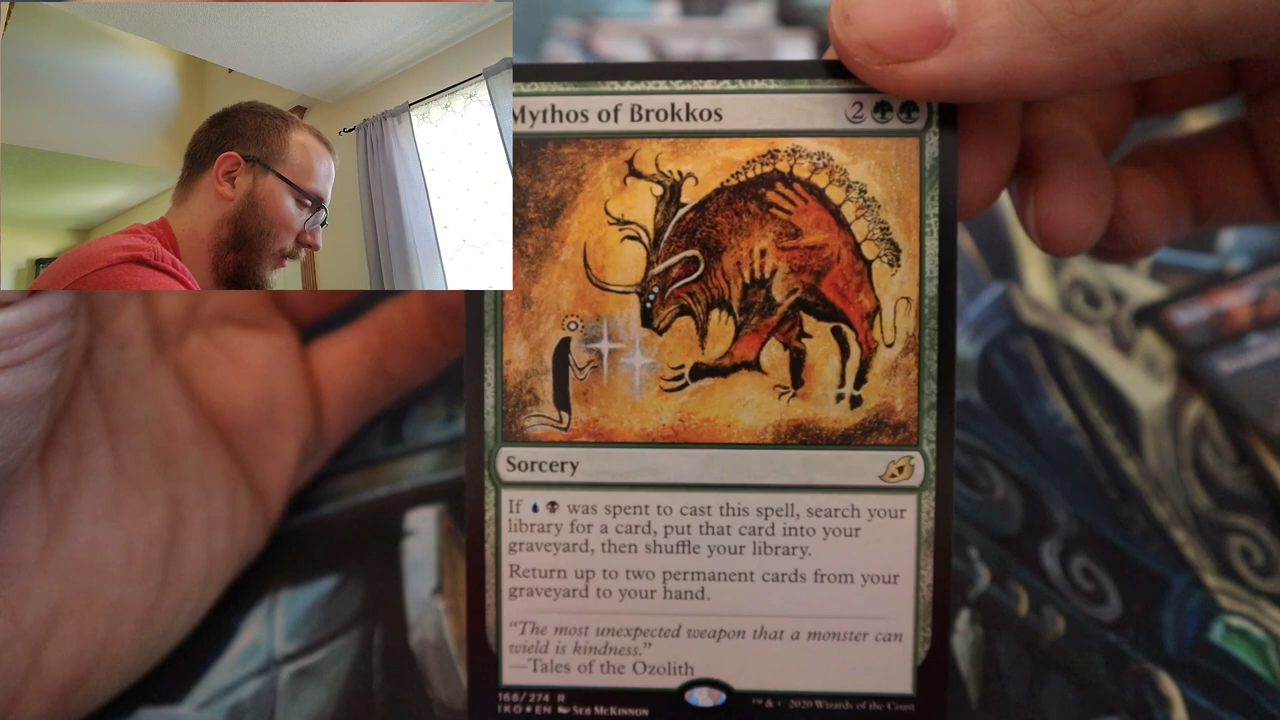 Mythos of Brokkos 2
Sorcery
If was spent to cast this spell, search your
library for a card, put that card into your
graveyard, then shuffle your library.
Return up to two permanent cards from your
graveyard to your hand.
"The most unexpected weapon that a monster can
wield is kindness."
—Tales of the Ozolith
168/274 R
IKO • EN Seb McKinnon
™ & © 2020 Wizards of the Coast